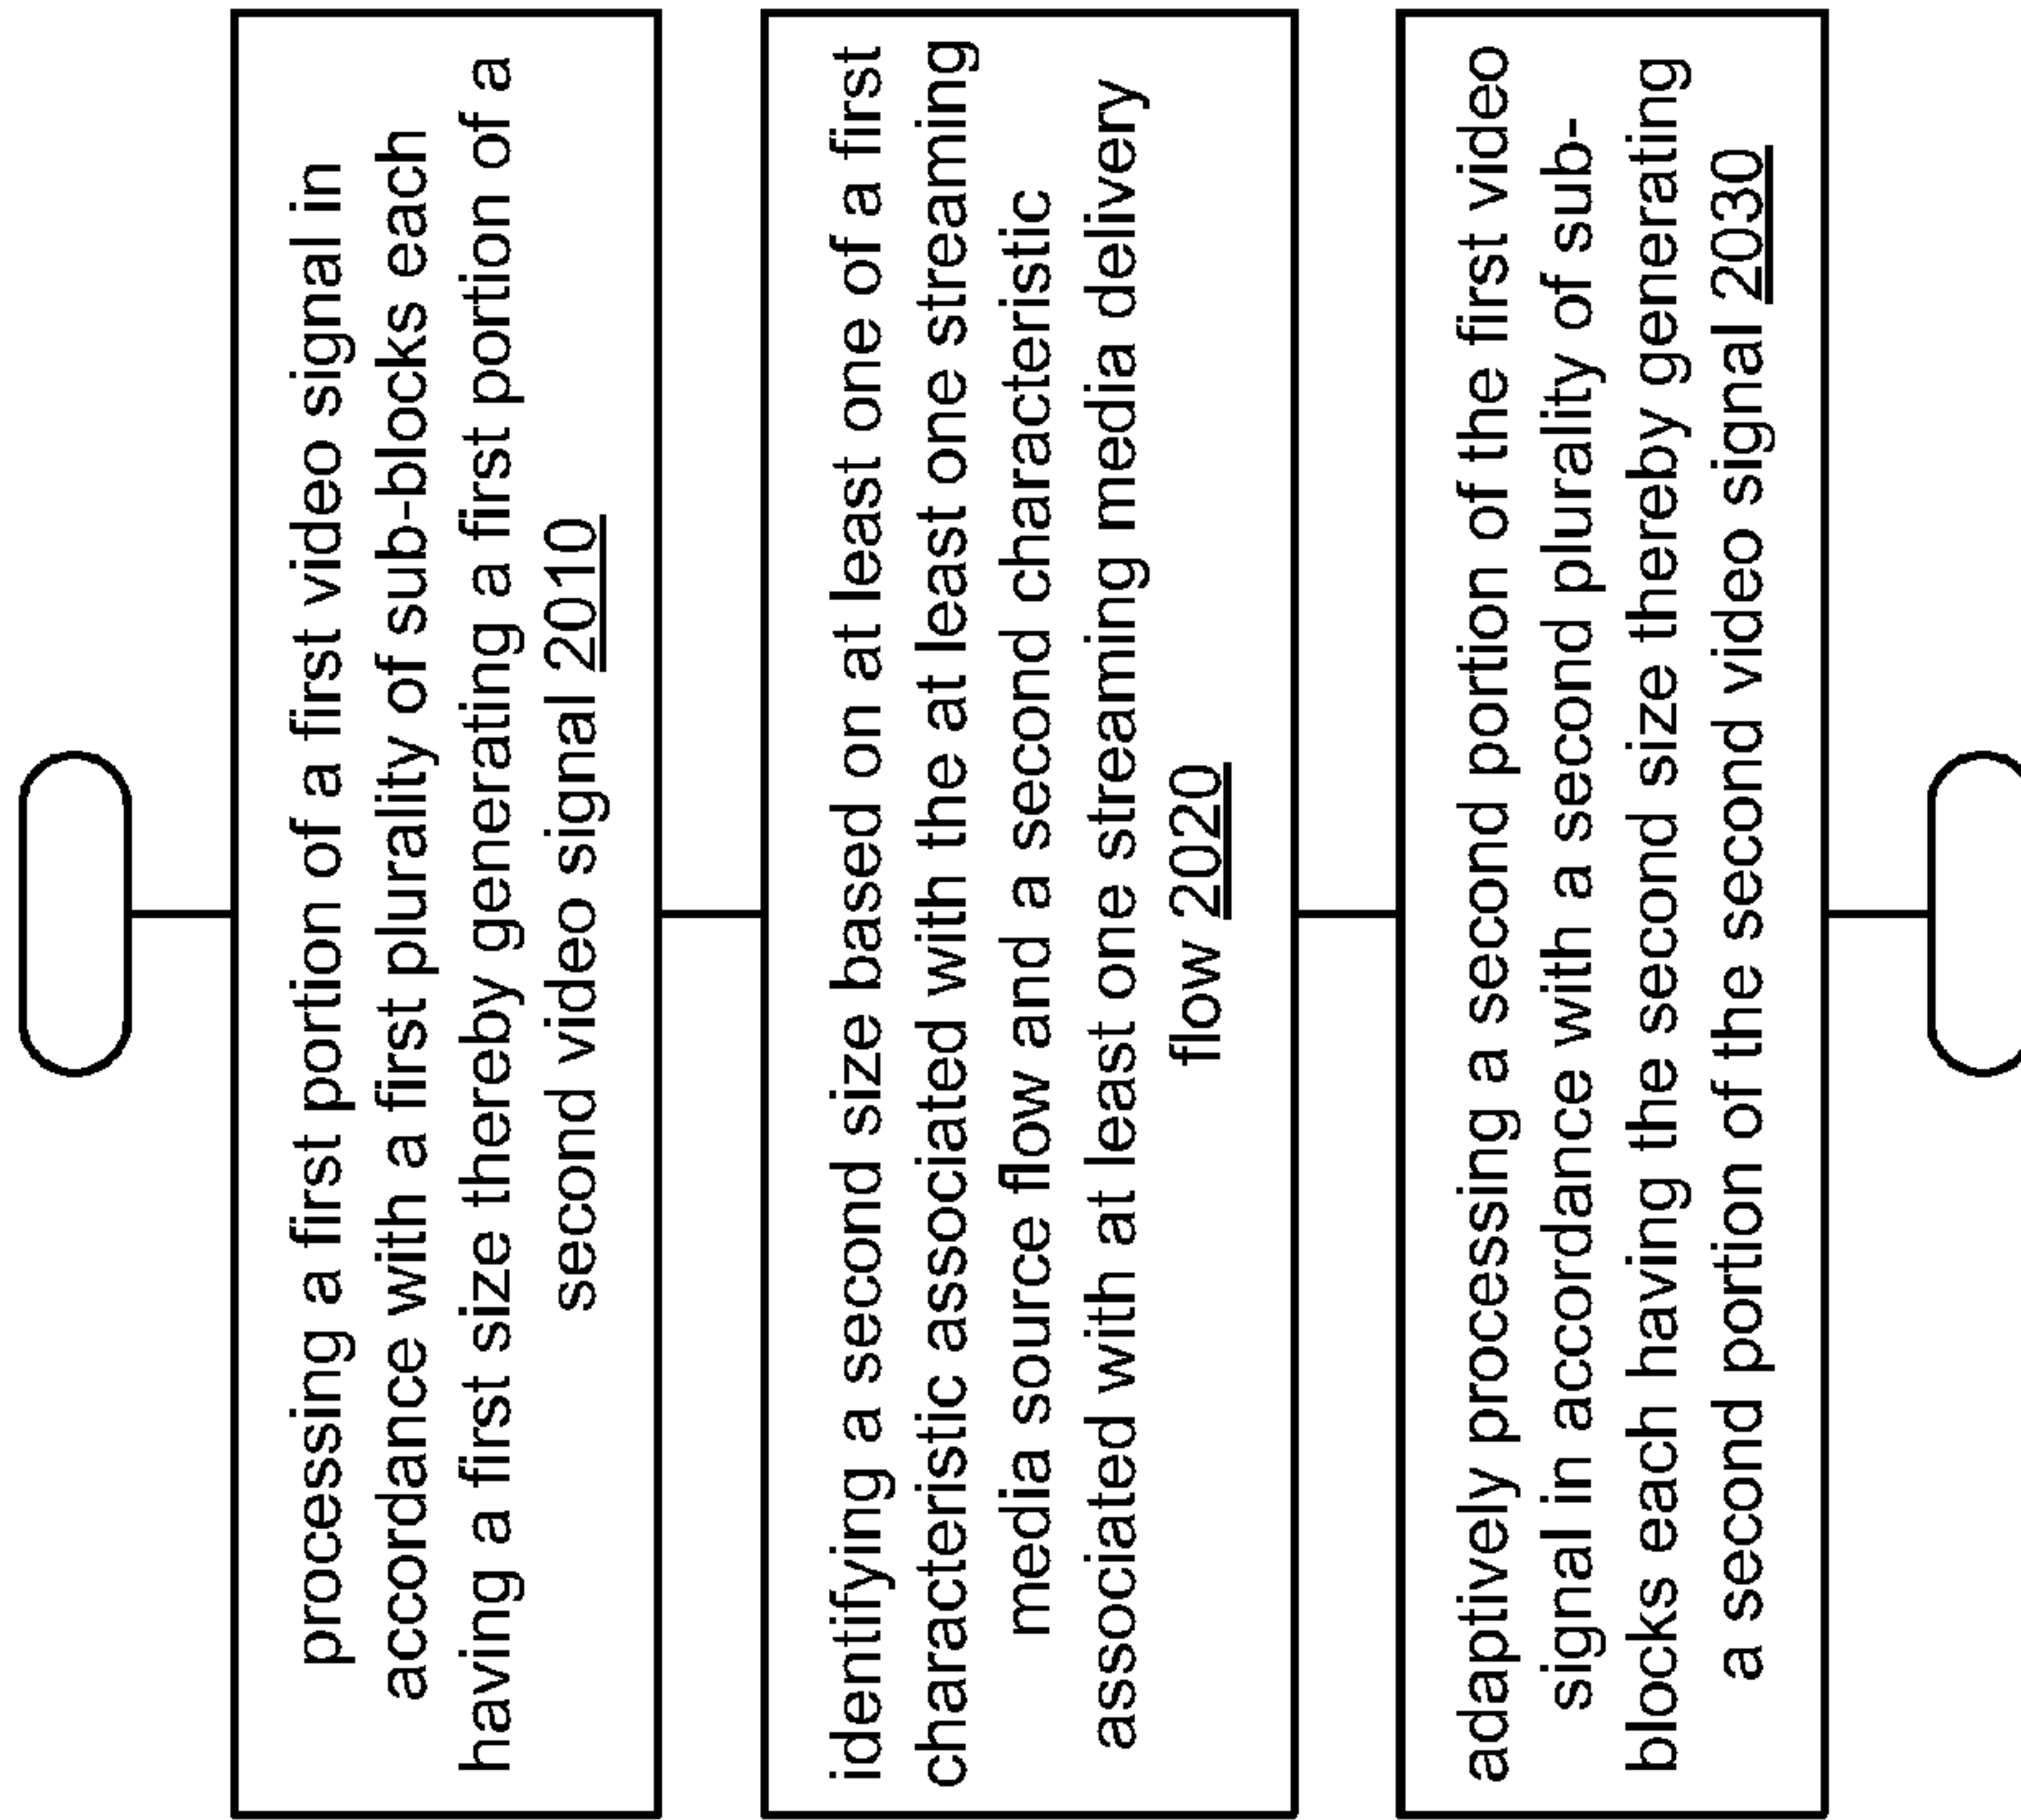 processing a first portion of a first video signal in
accordance with a first plurality of sub-blocks each
having a first size thereby generating a first portion of a
second video signal 2010
identifying a second size based on at least one of a first
characteristic associated with the at least one streaming
media source flow and a second characteristic
associated with at least one streaming media delivery
flow 2020
adaptively processing a second portion of the first video
signal in accordance with a second plurality of sub-
blocks each having the second size thereby generating
a second portion of the second video signal 2030